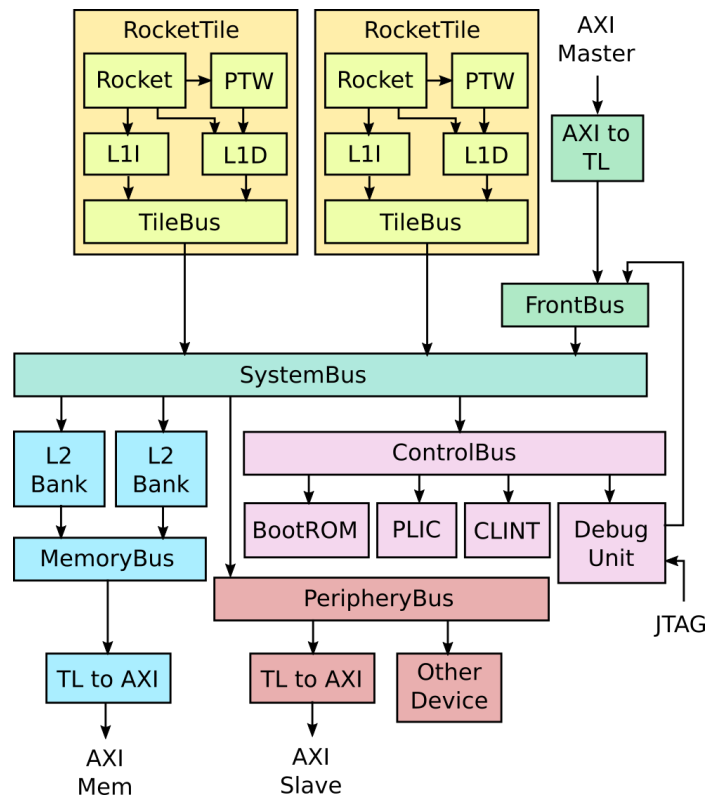 RocketTile
RocketTile
AXI
Master
Rocket
PTW
Rocket
PTW
AXI to
TL
L1I
L1D
L1I
L1D
TileBus
TileBus
FrontBus
SystemBus
L2
Bank
L2
Bank
ControlBus
BootROM
PLIC
CLINT
Debug
Unit
MemoryBus
PeripheryBus
JTAG
TL to AXI
TL to AXI
Other
Device
AXI
Mem
AXI
Slave